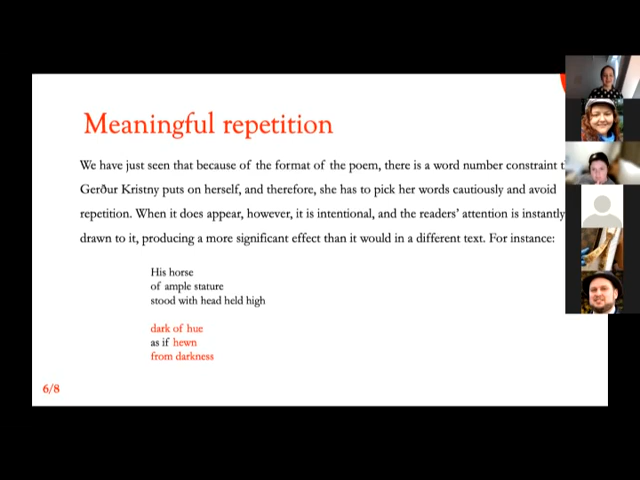 Meaningful repetition
We have just seen that because of the format of the poem, there is a word number constraint
Gerður Kristny puts on herself, and therefore, she has to pick her words cautiously and avoid
repetition. When it does appear, however, it is intentional, and the readers' attention is instantly
drawn to it, producing a more significant effect than it would in a different text. For instance:
His horse
of ample stature
stood with head held high
dark of hue
as if hewn
from darkness
6/8